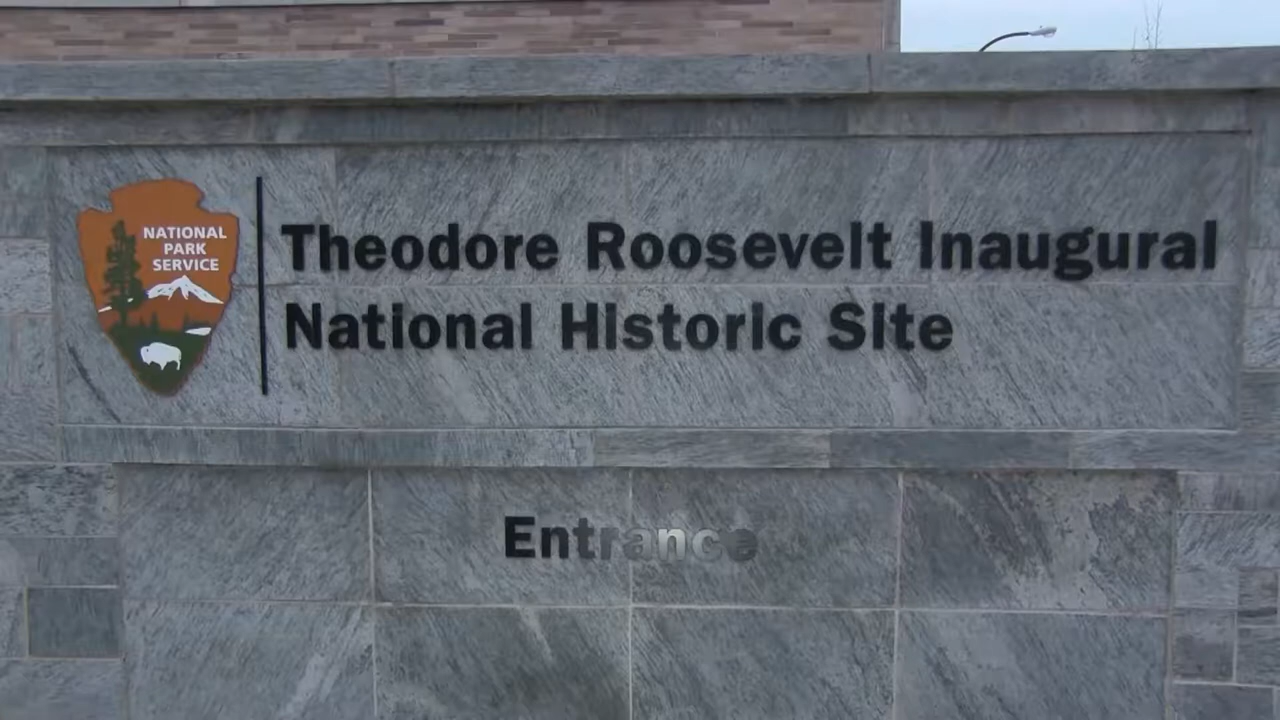 NATIONAL
PARK
SERVICE
Theodore Roosevelt Inaugural
National Historic Site
Entrance